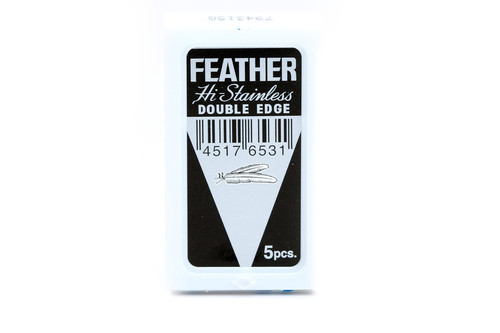 FEATHER
Hi-Stainless
DOUBLE EDGE
4517 6531
5pcs.